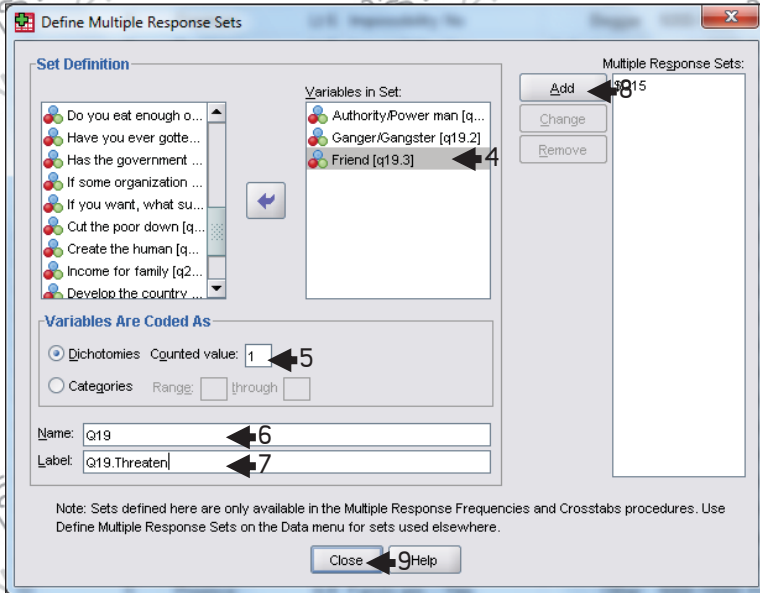 Define Multiple Response Sets
Set Definition
Do you eat enough o...
Have you ever gotte...
Has the government ...
If some organization ...
If you want, what su...
Cut the poor down [q...
Create the human [q...
Income for family [q2...
Develop the country ...
Variables in Set:
Authority/Power man [q...
Ganger/Gangster [q19.2]
Friend [q19.3]
4
Add
8
Change
Remove
Multiple Response Sets:
15
Variables Are Coded As
Dichotomies Counted value: 1
5
Categories Range: through
Name: Q19
6
Label: Q19.Threaten
7
Note: Sets defined here are only available in the Multiple Response Frequencies and Crosstabs procedures. Use
Define Multiple Response Sets on the Data menu for sets used elsewhere.
Close
9
Help